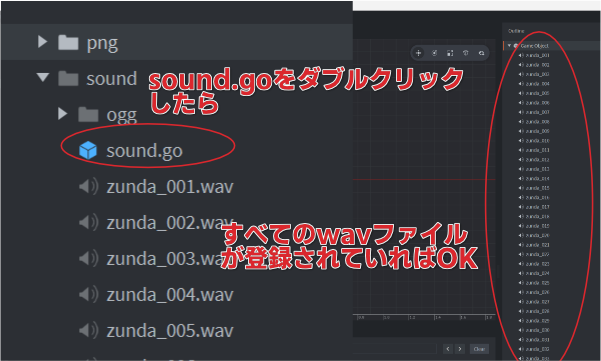 png
sound
ogg
sound.go
zunda_001.wav
zunda_002.wav
zunda_003.wav
zunda_004.wav
zunda_005.wav
sound.goをダブルクリック
したら
すべてのwavファイル
が登録されていればOK
Outline
Game Object
zunda_001
zunda_002
zunda_003
zunda_004
zunda_005
zunda_006
zunda_007
zunda_008
zunda_009
zunda_010
zunda_011
zunda_012
zunda_013
zunda_014
zunda_015
zunda_016
zunda_017
zunda_018
zunda_019
zunda_020
zunda_021
zunda_022
zunda_023
zunda_024
zunda_025
zunda_026
zunda_027
zunda_028
zunda_029
zunda_030
zunda_031
zunda_032
zunda_033
Clear